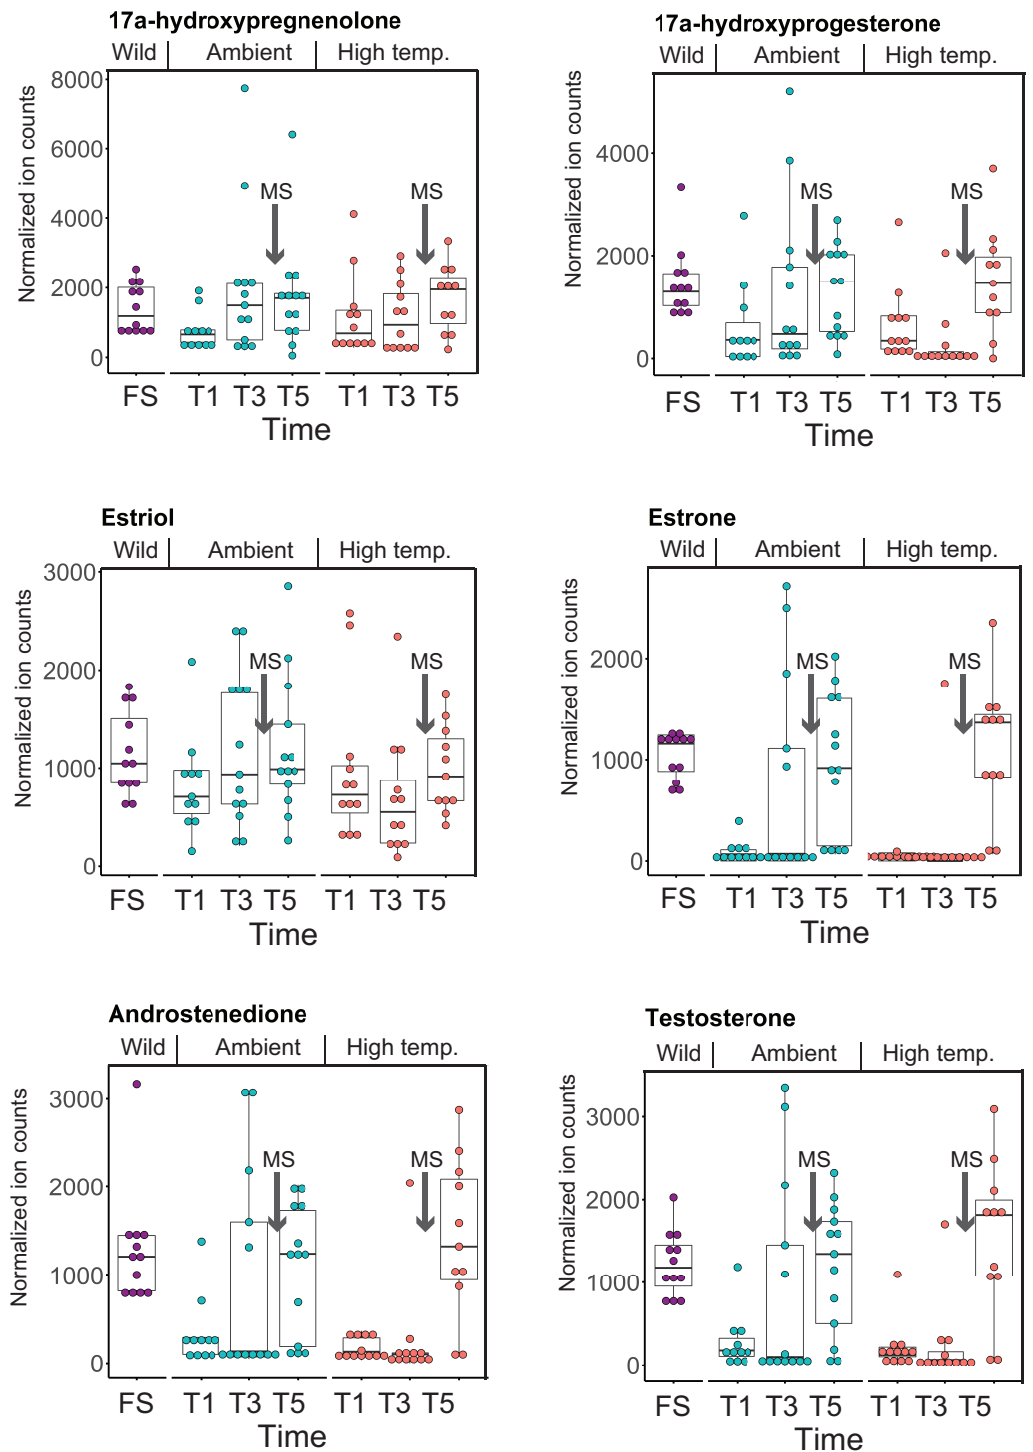 17a-hydroxypregnenolone
Wild Ambient High temp.
Normalized ion counts
8000
6000
4000
2000
0
MS MS
FS T1 T3 T5 T1 T3 T5
Time
17a-hydroxyprogesterone
Wild Ambient High temp.
Normalized ion counts
4000
2000
0
MS MS
FS T1 T3 T5 T1 T3 T5
Time
Estriol
Wild Ambient High temp.
Normalized ion counts
3000
2000
1000
0
MS MS
FS T1 T3 T5 T1 T3 T5
Time
Estrone
Wild Ambient High temp.
Normalized ion counts
2000
1000
0
MS MS
FS T1 T3 T5 T1 T3 T5
Time
Androstenedione
Wild Ambient High temp.
Normalized ion counts
3000
2000
1000
0
MS MS
FS T1 T3 T5 T1 T3 T5
Time
Testosterone
Wild Ambient High temp.
Normalized ion counts
3000
2000
1000
0
MS MS
FS T1 T3 T5 T1 T3 T5
Time